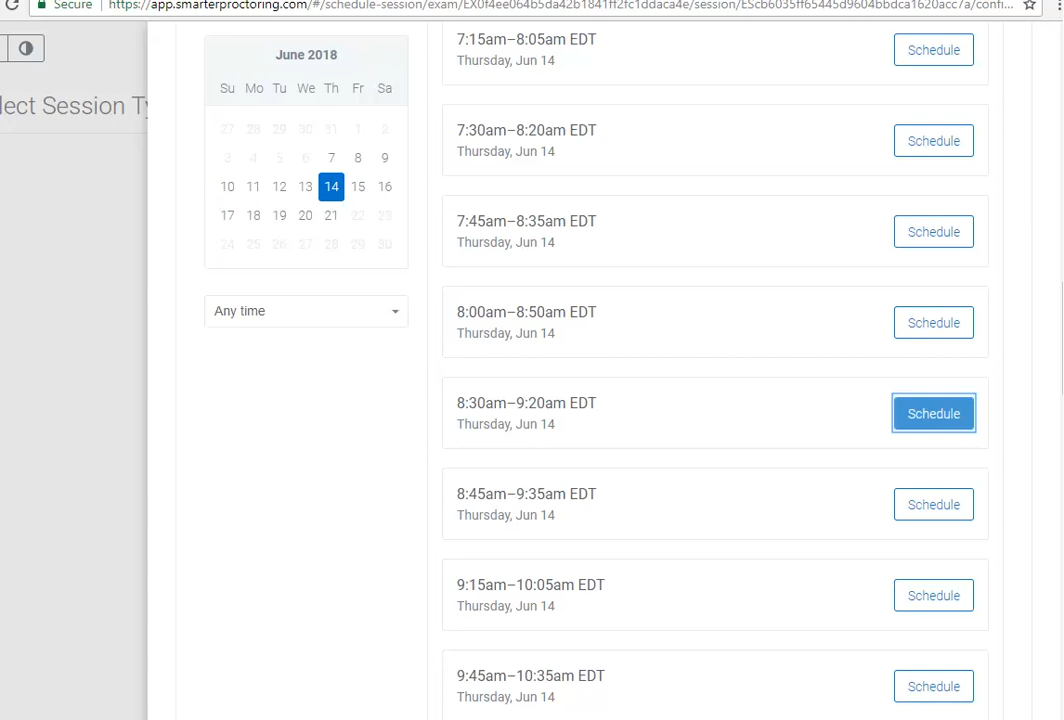 Secure https://app.smarterproctoring.com/#/schedule-session/exam/EX0f4ee064b5da42b1841ff2fc1ddaca4e/session/EScb6035ff65445d9604bbdca1620acc7a/confi...
lect Session Ty
June 2018
Su Mo Tu We Th Fr Sa
27 28 29 30 31 1 2
3 4 5 6 7 8 9
10 11 12 13 14 15 16
17 18 19 20 21 22 23
24 25 26 27 28 29 30
Any time
7:15am–8:05am EDT
Thursday, Jun 14
Schedule
7:30am–8:20am EDT
Thursday, Jun 14
Schedule
7:45am–8:35am EDT
Thursday, Jun 14
Schedule
8:00am–8:50am EDT
Thursday, Jun 14
Schedule
8:30am–9:20am EDT
Thursday, Jun 14
Schedule
8:45am–9:35am EDT
Thursday, Jun 14
Schedule
9:15am–10:05am EDT
Thursday, Jun 14
Schedule
9:45am–10:35am EDT
Thursday, Jun 14
Schedule